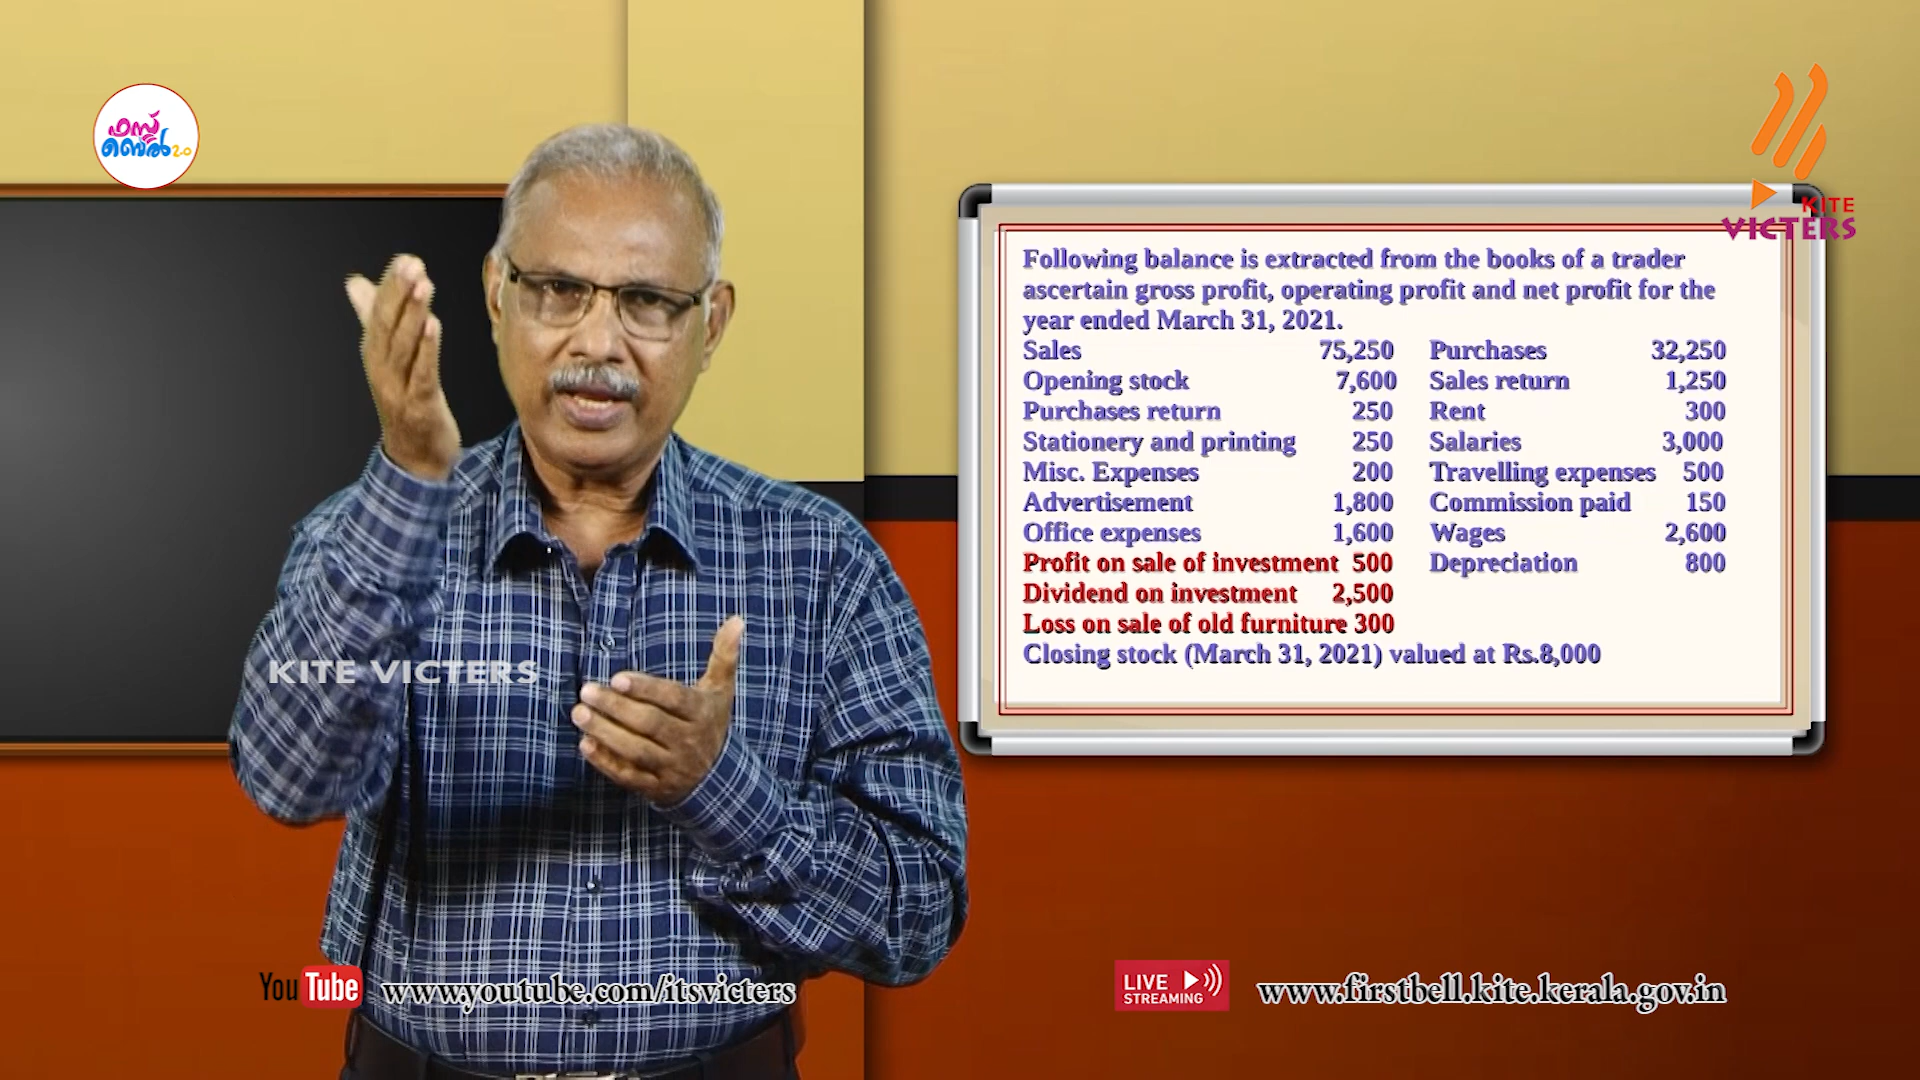 ഫസ്റ്റ്
ബെൽ 2.0
KITE
VICTERS
Following balance is extracted from the books of a trader
ascertain gross profit, operating profit and net profit for the
year ended March 31, 2021.
Sales 75,250 Purchases 32,250
Opening stock 7,600 Sales return 1,250
Purchases return 250 Rent 300
Stationery and printing 250 Salaries 3,000
Misc. Expenses 200 Travelling expenses 500
Advertisement 1,800 Commission paid 150
Office expenses 1,600 Wages 2,600
Profit on sale of investment 500 Depreciation 800
Dividend on investment 2,500
Loss on sale of old furniture 300
Closing stock (March 31, 2021) valued at Rs.8,000
KITE VICTERS
YouTube www.youtube.com/itsvicters
LIVE STREAMING www.firstbell.kite.kerala.gov.in